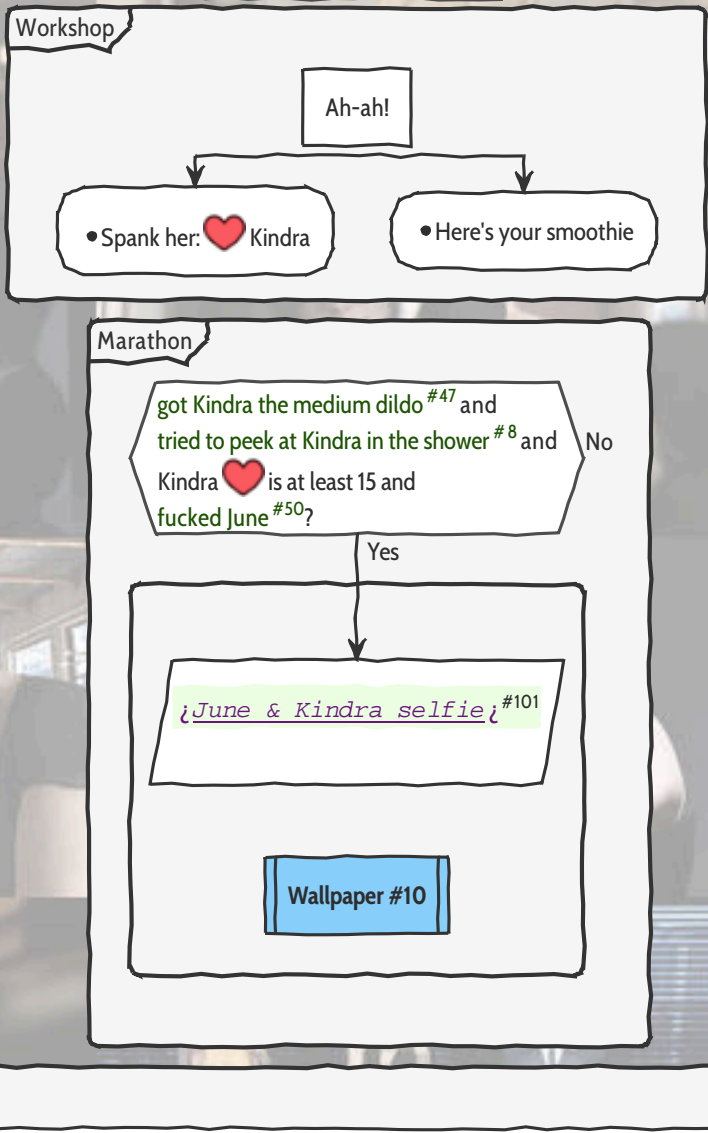 Workshop
Ah-ah!
•Spank her: ❤ Kindra
•Here's your smoothie
Marathon
got Kindra the medium dildo #47 and
tried to peek at Kindra in the shower #8 and
Kindra ❤ is at least 15 and
fucked June #50?
No
Yes
¿June & Kindra selfie¿ #101
Wallpaper #10